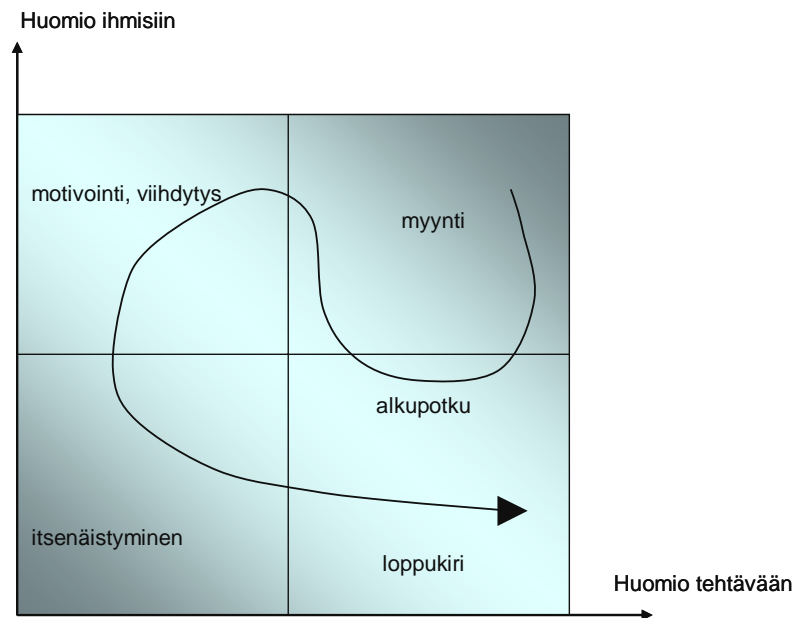 Huomio ihmisiin
motivointi, viihdytys
myynti
alkupotku
itsenäistyminen
loppukiri
Huomio tehtävään